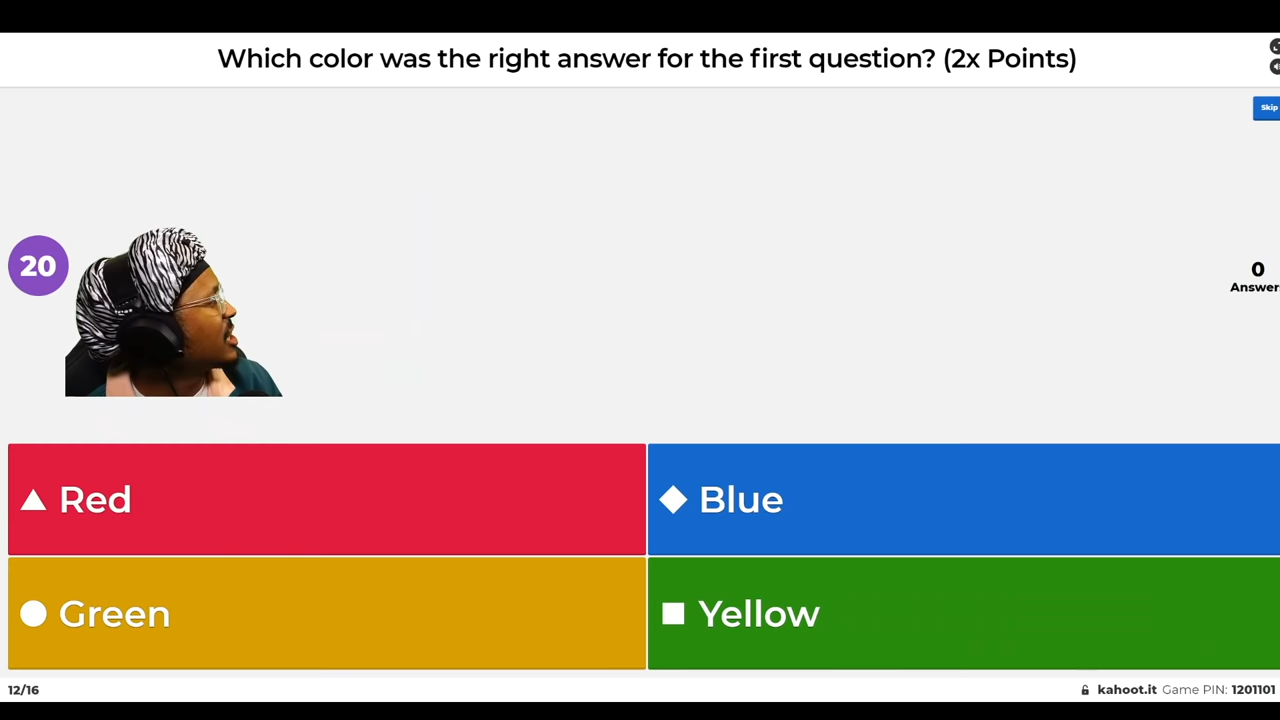 Which color was the right answer for the first question? (2x Points)
Skip
20
0
Answer
Red
Blue
Green
Yellow
12/16
kahoot.it Game PIN: 1201101